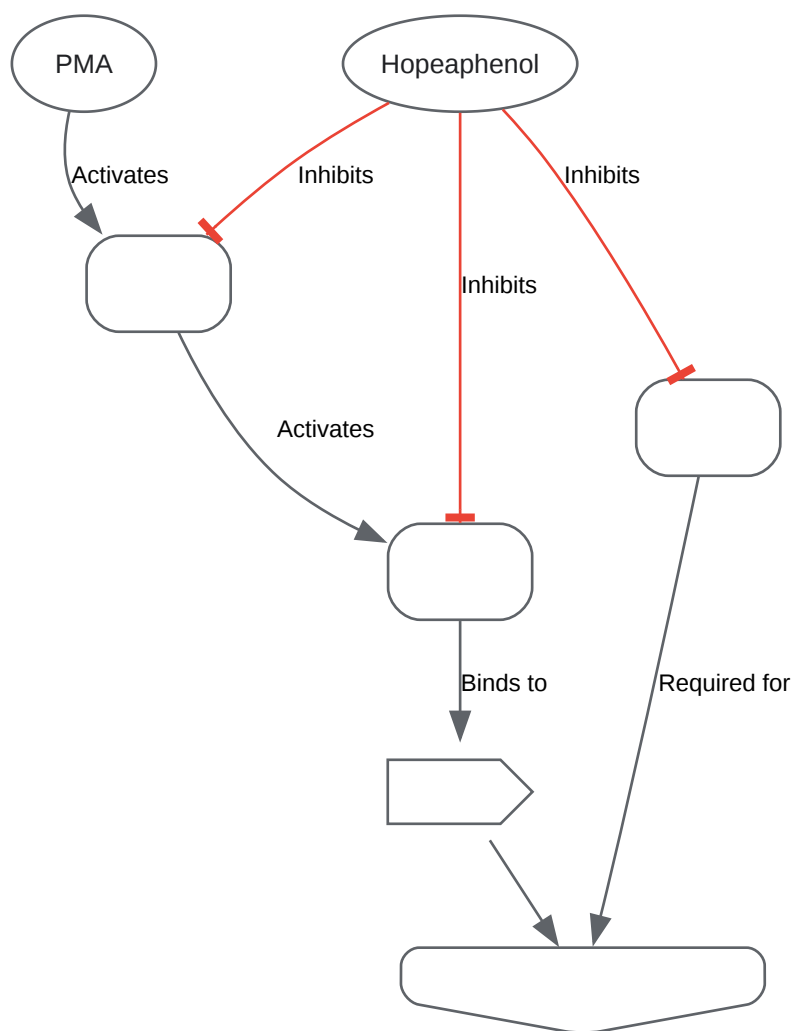 PMA
Hopeaphenol
Activates
Inhibits
Inhibits
Inhibits
Activates
Binds to
Required for